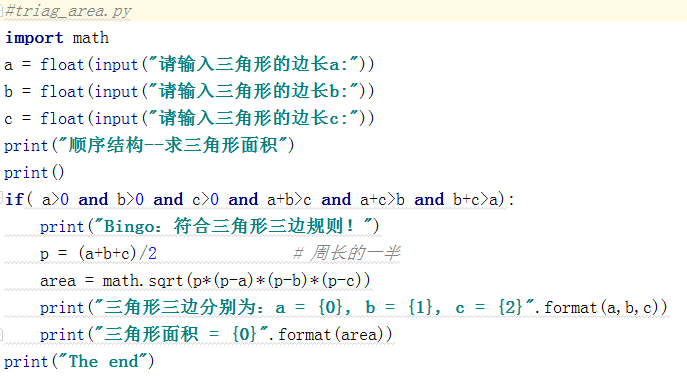 #triag_area.py
import math
a = float(input("请输入三角形的边长a:"))
b = float(input("请输入三角形的边长b:"))
c = float(input("请输入三角形的边长c:"))
print("顺序结构--求三角形面积")
print()
if( a>0 and b>0 and c>0 and a+b>c and a+c>b and b+c>a):
    print("Bingo: 符合三角形三边规则！")
    p = (a+b+c)/2                # 周长的一半
    area = math.sqrt(p*(p-a)*(p-b)*(p-c))
    print("三角形三边分别为: a = {0}, b = {1}, c = {2}".format(a,b,c))
    print("三角形面积 = {0}".format(area))
print("The end")